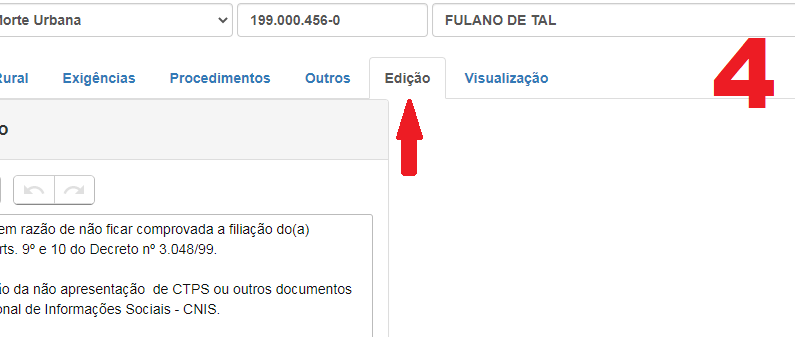 Morte Urbana 199.000.456-0 FULANO DE TAL
4
Rural Exigências Procedimentos Outros Edição Visualização
o
em razão de não ficar comprovada a filiação do(a)
rts. 9º e 10 do Decreto nº 3.048/99.
ão da não apresentação de CTPS ou outros documentos
onal de Informações Sociais - CNIS.